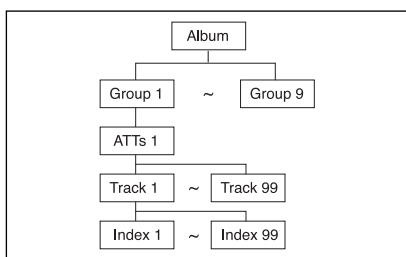 Album
Group 1 ~ Group 9
ATTs 1
Track 1 ~ Track 99
Index 1 ~ Index 99